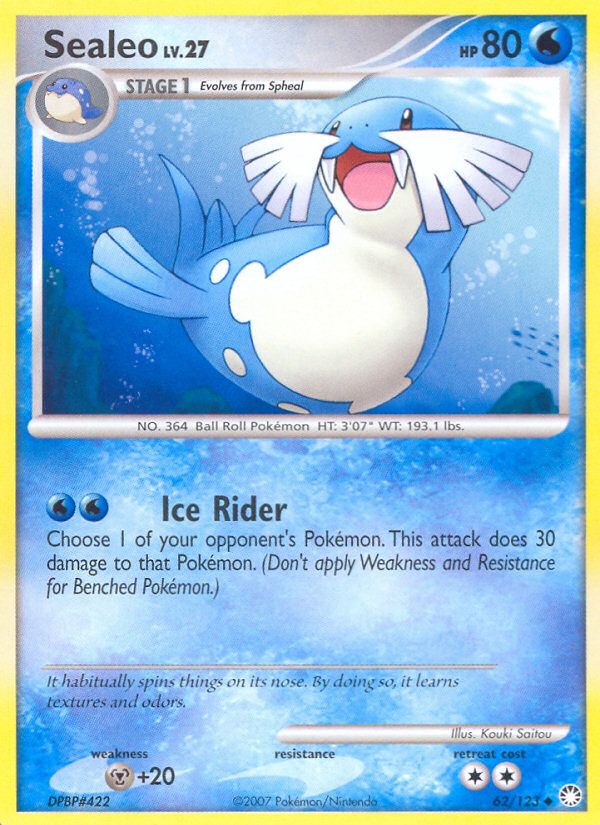 Sealeo LV.27 HP 80
STAGE 1 Evolves from Spheal
NO. 364 Ball Roll Pokémon HT: 3'07" WT: 193.1 lbs.
Ice Rider
Choose 1 of your opponent's Pokémon. This attack does 30
damage to that Pokémon. (Don't apply Weakness and Resistance
for Benched Pokémon.)
It habitually spins things on its nose. By doing so, it learns
textures and odors.
Illus. Kouki Saitou
weakness resistance retreat cost
+20
DPBP#422 ©2007 Pokémon/Nintendo 62/123